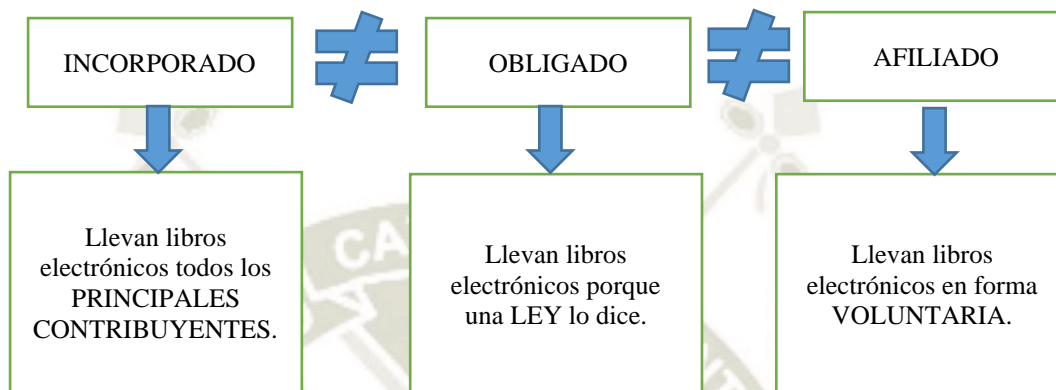 INCORPORADO
OBLIGADO
AFILIADO
Llevan libros
electrónicos todos los
PRINCIPALES
CONTRIBUYENTES.
Llevan libros
electrónicos porque
una LEY lo dice.
Llevan libros
electrónicos en forma
VOLUNTARIA.